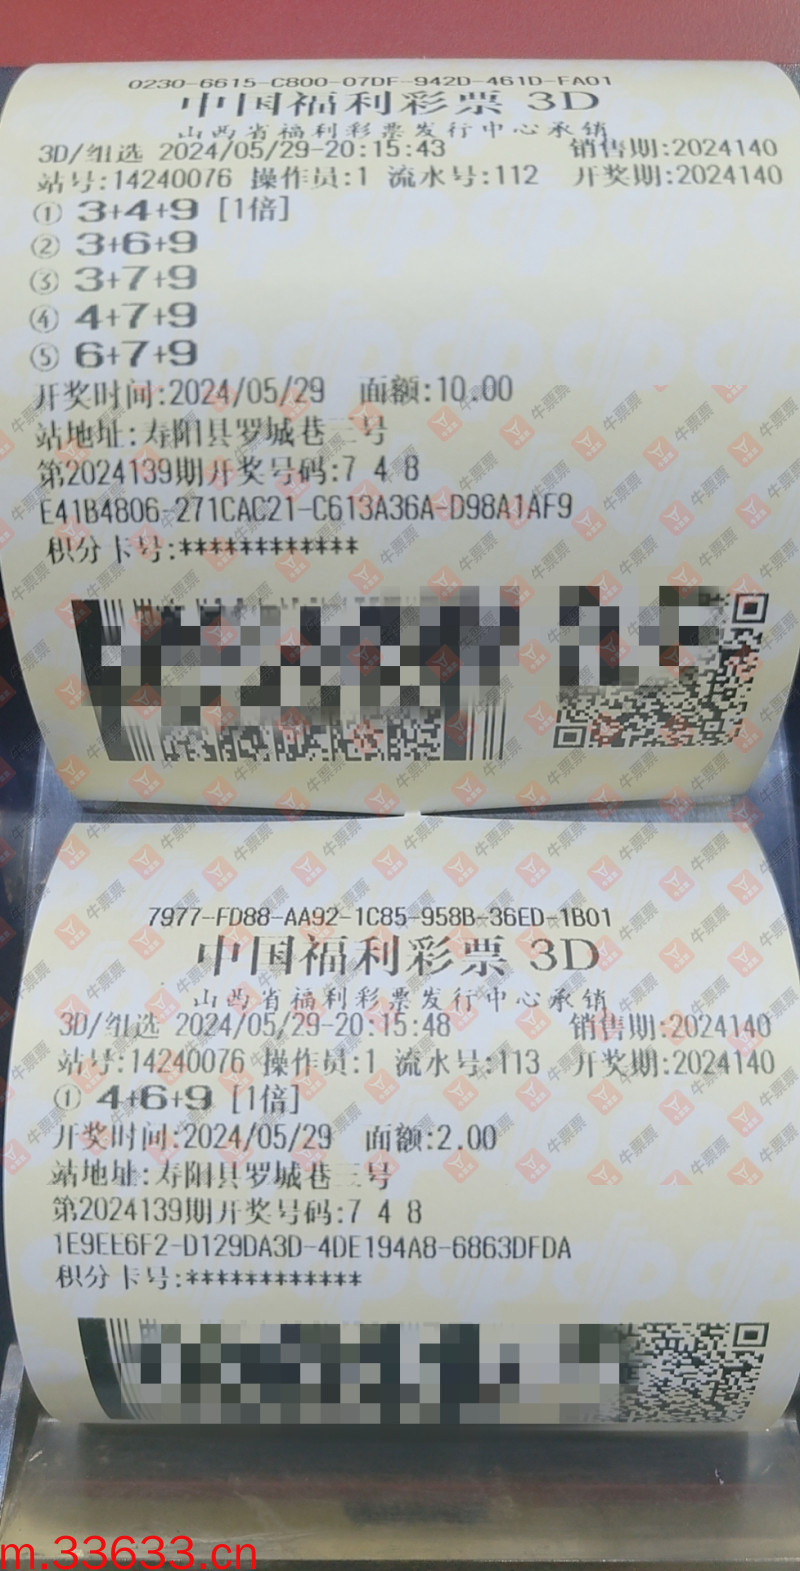 0230-6615-C800-07DF-942D-461D-FA01
中国福利彩票 3D
山西省福利彩票发行中心承销
3D/组选 2024/05/29-20:15:43 销售期:2024140
站号:14240076 操作员:1 流水号:112 开奖期:2024140
① 3+4+9 [1倍]
② 3+6+9
③ 3+7+9
④ 4+7+9
⑤ 6+7+9
开奖时间:2024/05/29 面额:10.00
站地址:寿阳县罗城巷三号
第2024139期开奖号码:7 4 8
E41B4806-271CAC21-C613A36A-D98A1AF9
积分卡号:************
7977-FD88-AA92-1C85-958B-36ED-1B01
中国福利彩票 3D
山西省福利彩票发行中心承销
3D/组选 2024/05/29-20:15:48 销售期:2024140
站号:14240076 操作员:1 流水号:113 开奖期:2024140
① 4+6+9 [1倍]
开奖时间:2024/05/29 面额:2.00
站地址:寿阳县罗城巷三号
第2024139期开奖号码:7 4 8
1E9EE6F2-D129DA3D-4DE194A8-6863DFDA
积分卡号:************
牛票票
m.33633.cn